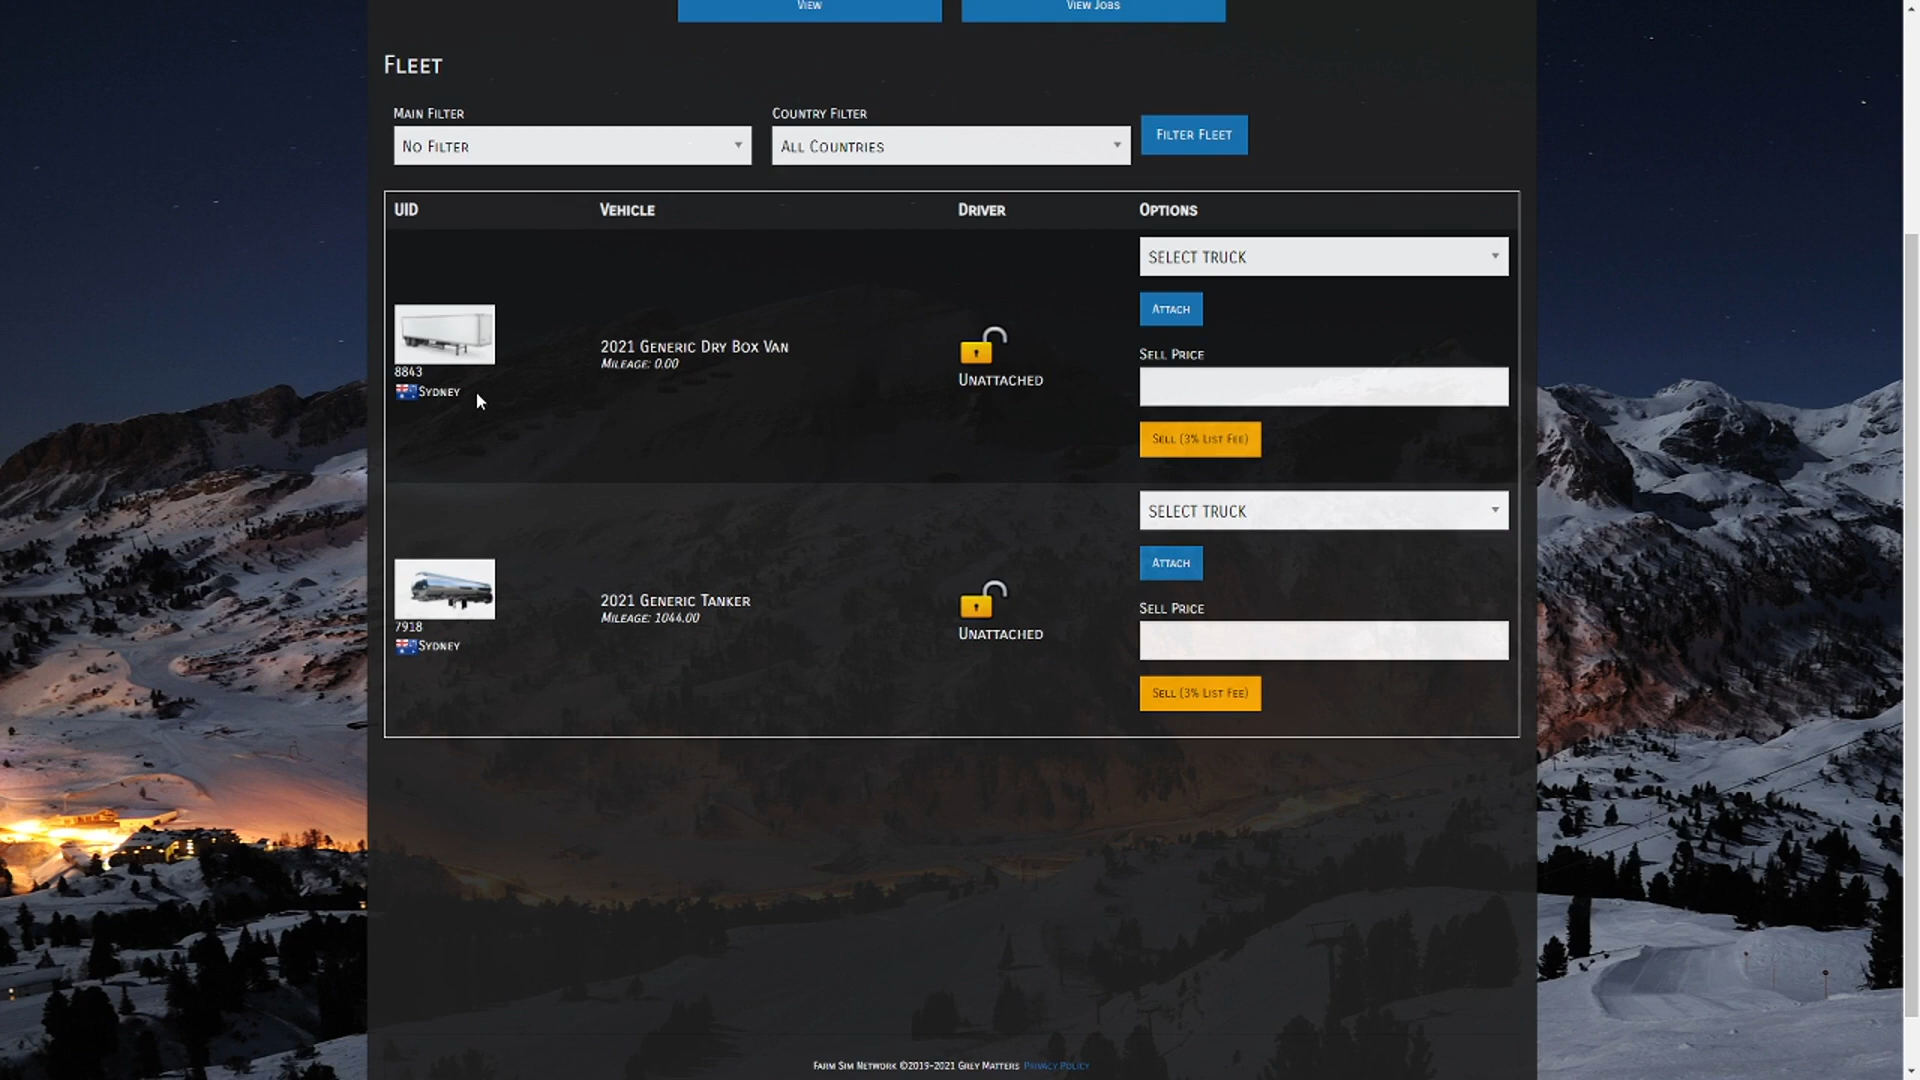 View
View Jobs
Fleet
Main Filter
Country Filter
No Filter
All Countries
Filter Fleet
UID
Vehicle
Driver
Options
SELECT TRUCK
Attach
8843
Sydney
2021 Generic Dry Box Van
Mileage: 0.00
Unattached
Sell Price
Sell (3% List Fee)
SELECT TRUCK
Attach
7918
Sydney
2021 Generic Tanker
Mileage: 1044.00
Unattached
Sell Price
Sell (3% List Fee)
Farm Sim Network ©2019-2021 Grey Matters Privacy Policy